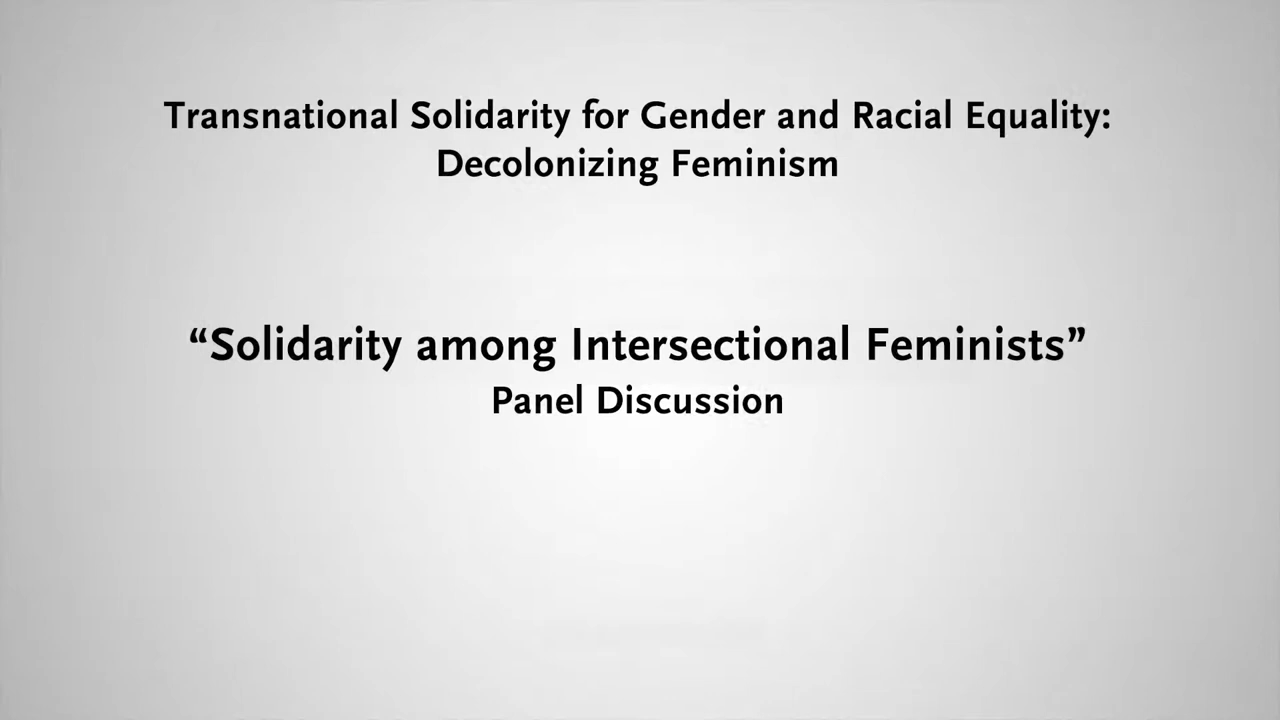 Transnational Solidarity for Gender and Racial Equality:
Decolonizing Feminism
“Solidarity among Intersectional Feminists”
Panel Discussion